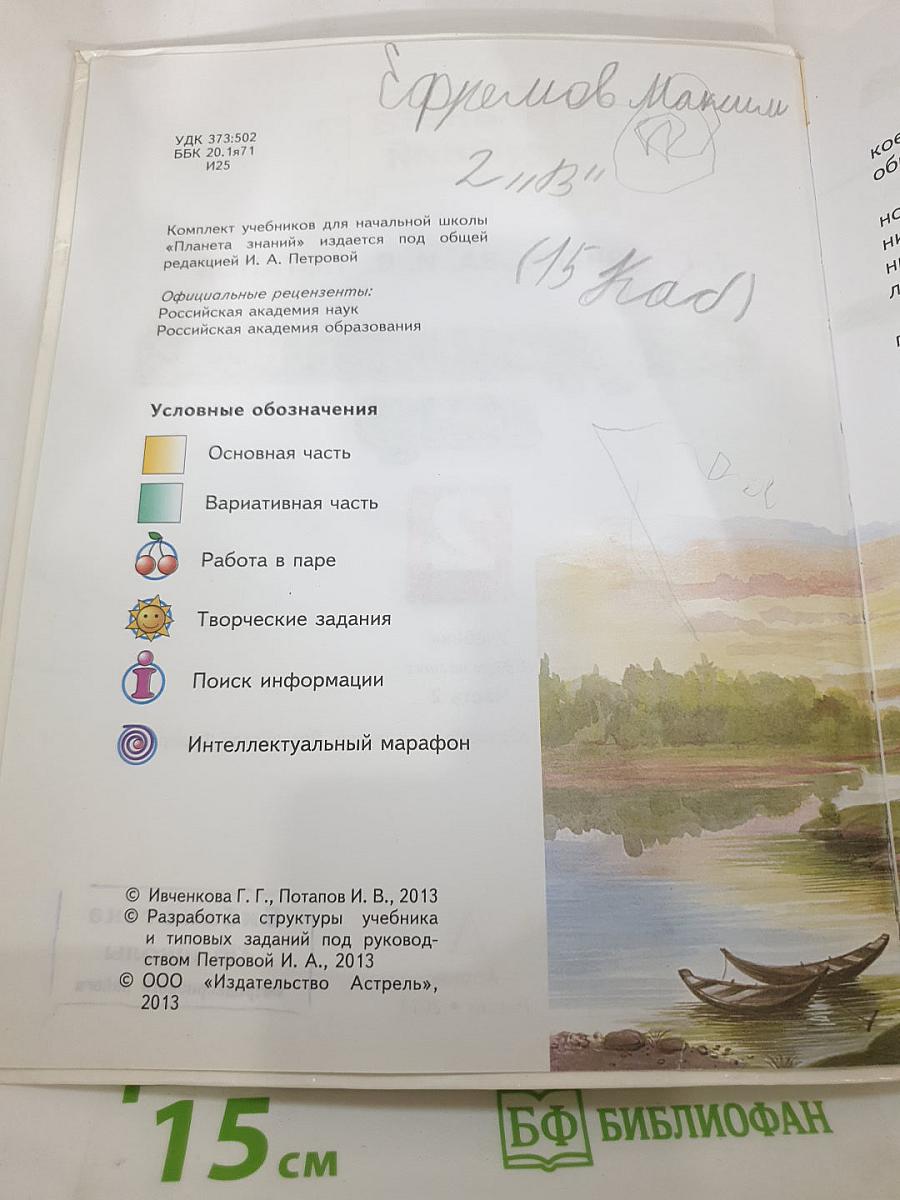 Ефремов Максим
2 „В“
(15 Каб)
УДК 373:502
ББК 20.1я71
И25
Комплект учебников для начальной школы
«Планета знаний» издается под общей
редакцией И. А. Петровой
Официальные рецензенты:
Российская академия наук
Российская академия образования
Условные обозначения
Основная часть
Вариативная часть
Работа в паре
Творческие задания
Поиск информации
Интеллектуальный марафон
© Ивченкова Г. Г., Потапов И. В., 2013
© Разработка структуры учебника
и типовых заданий под руковод-
ством Петровой И. А., 2013
© ООО «Издательство Астрель»,
2013
15 см
БФ БИБЛИОФАН